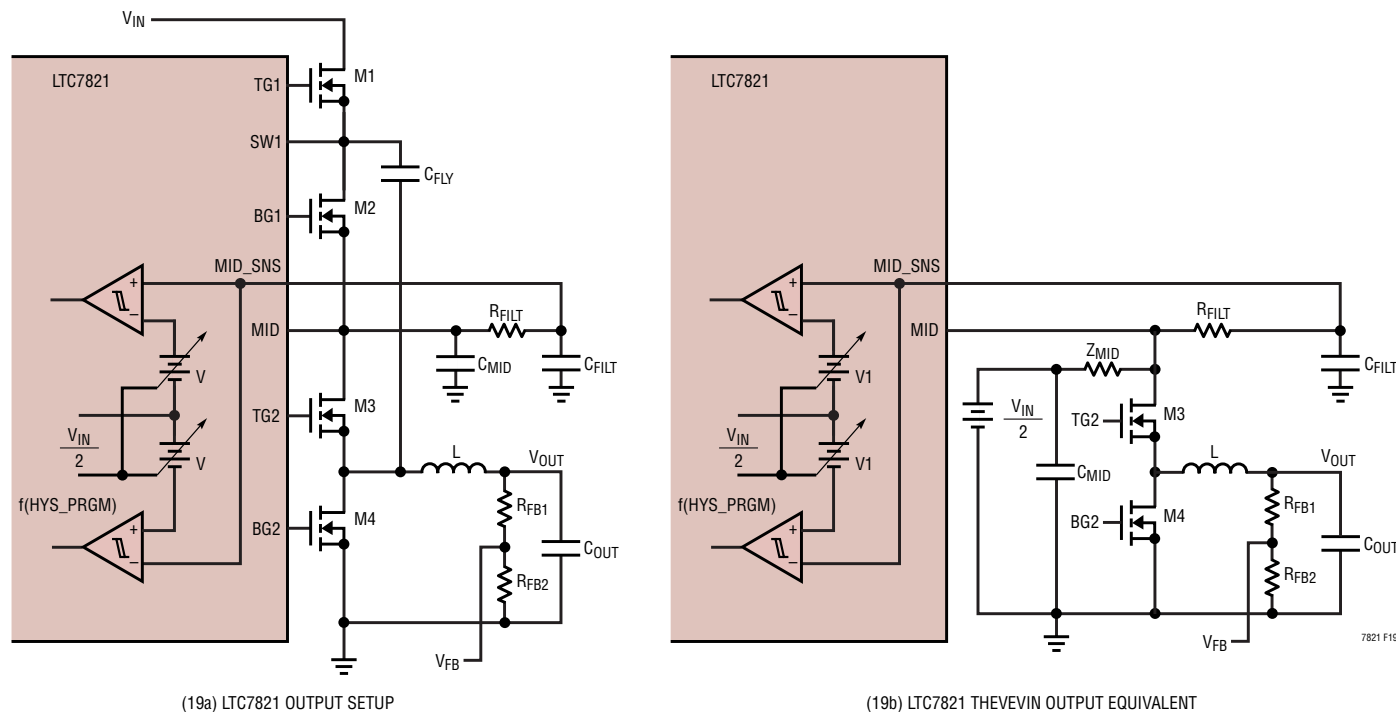 VIN
LTC7821
TG1
M1
SW1
CFLY
BG1
M2
MID_SNS
+
–
RFILT
MID
CMID
CFILT
V
TG2
M3
VIN
2
V
L
VOUT
f(HYS_PRGM)
+
–
RFB1
BG2
M4
COUT
RFB2
VFB
(19a) LTC7821 OUTPUT SETUP
LTC7821
MID_SNS
+
–
RFILT
MID
ZMID
CFILT
V1
VIN
2
TG2
M3
VIN
2
CMID
L
VOUT
V1
f(HYS_PRGM)
+
–
RFB1
BG2
M4
COUT
RFB2
VFB
7821 F19
(19b) LTC7821 THEVEVIN OUTPUT EQUIVALENT